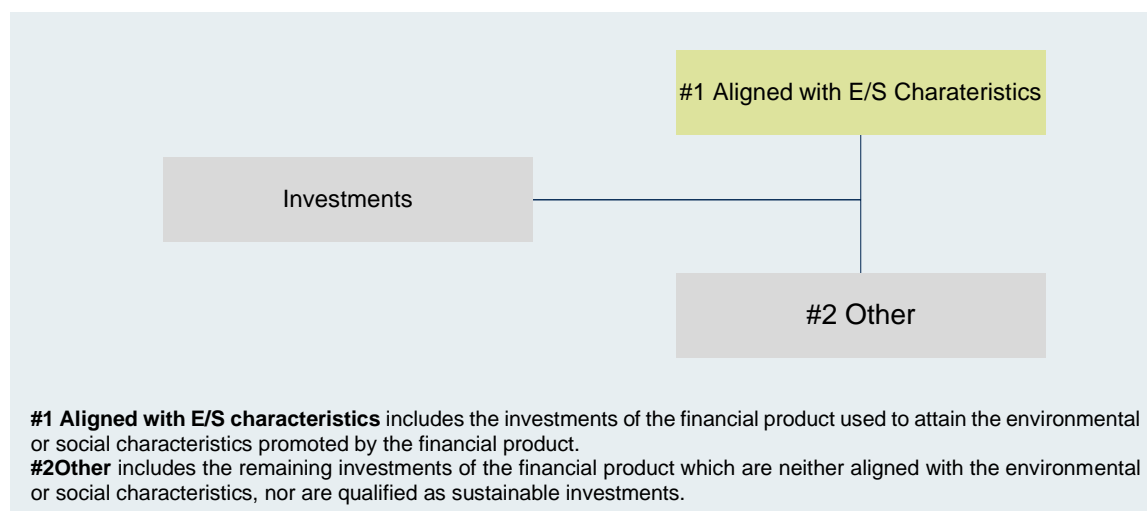 #1 Aligned with E/S Charateristics
Investments
#2 Other
#1 Aligned with E/S characteristics includes the investments of the financial product used to attain the environmental
or social characteristics promoted by the financial product.
#2Other includes the remaining investments of the financial product which are neither aligned with the environmental
or social characteristics, nor are qualified as sustainable investments.